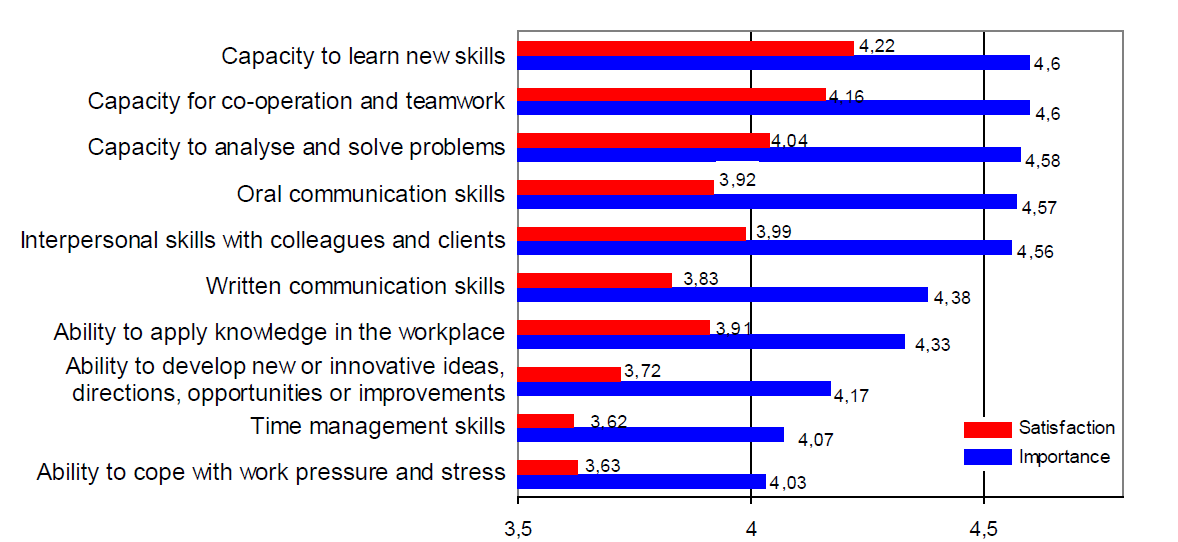 Capacity to learn new skills
4,22
4,6
Capacity for co-operation and teamwork
4,16
4,6
Capacity to analyse and solve problems
4,04
4,58
Oral communication skills
3,92
4,57
Interpersonal skills with colleagues and clients
3,99
4,56
Written communication skills
3,83
4,38
Ability to apply knowledge in the workplace
3,91
4,33
Ability to develop new or innovative ideas,
directions, opportunities or improvements
3,72
4,17
Time management skills
3,62
4,07
Ability to cope with work pressure and stress
3,63
4,03
Satisfaction
Importance
3,5 4 4,5